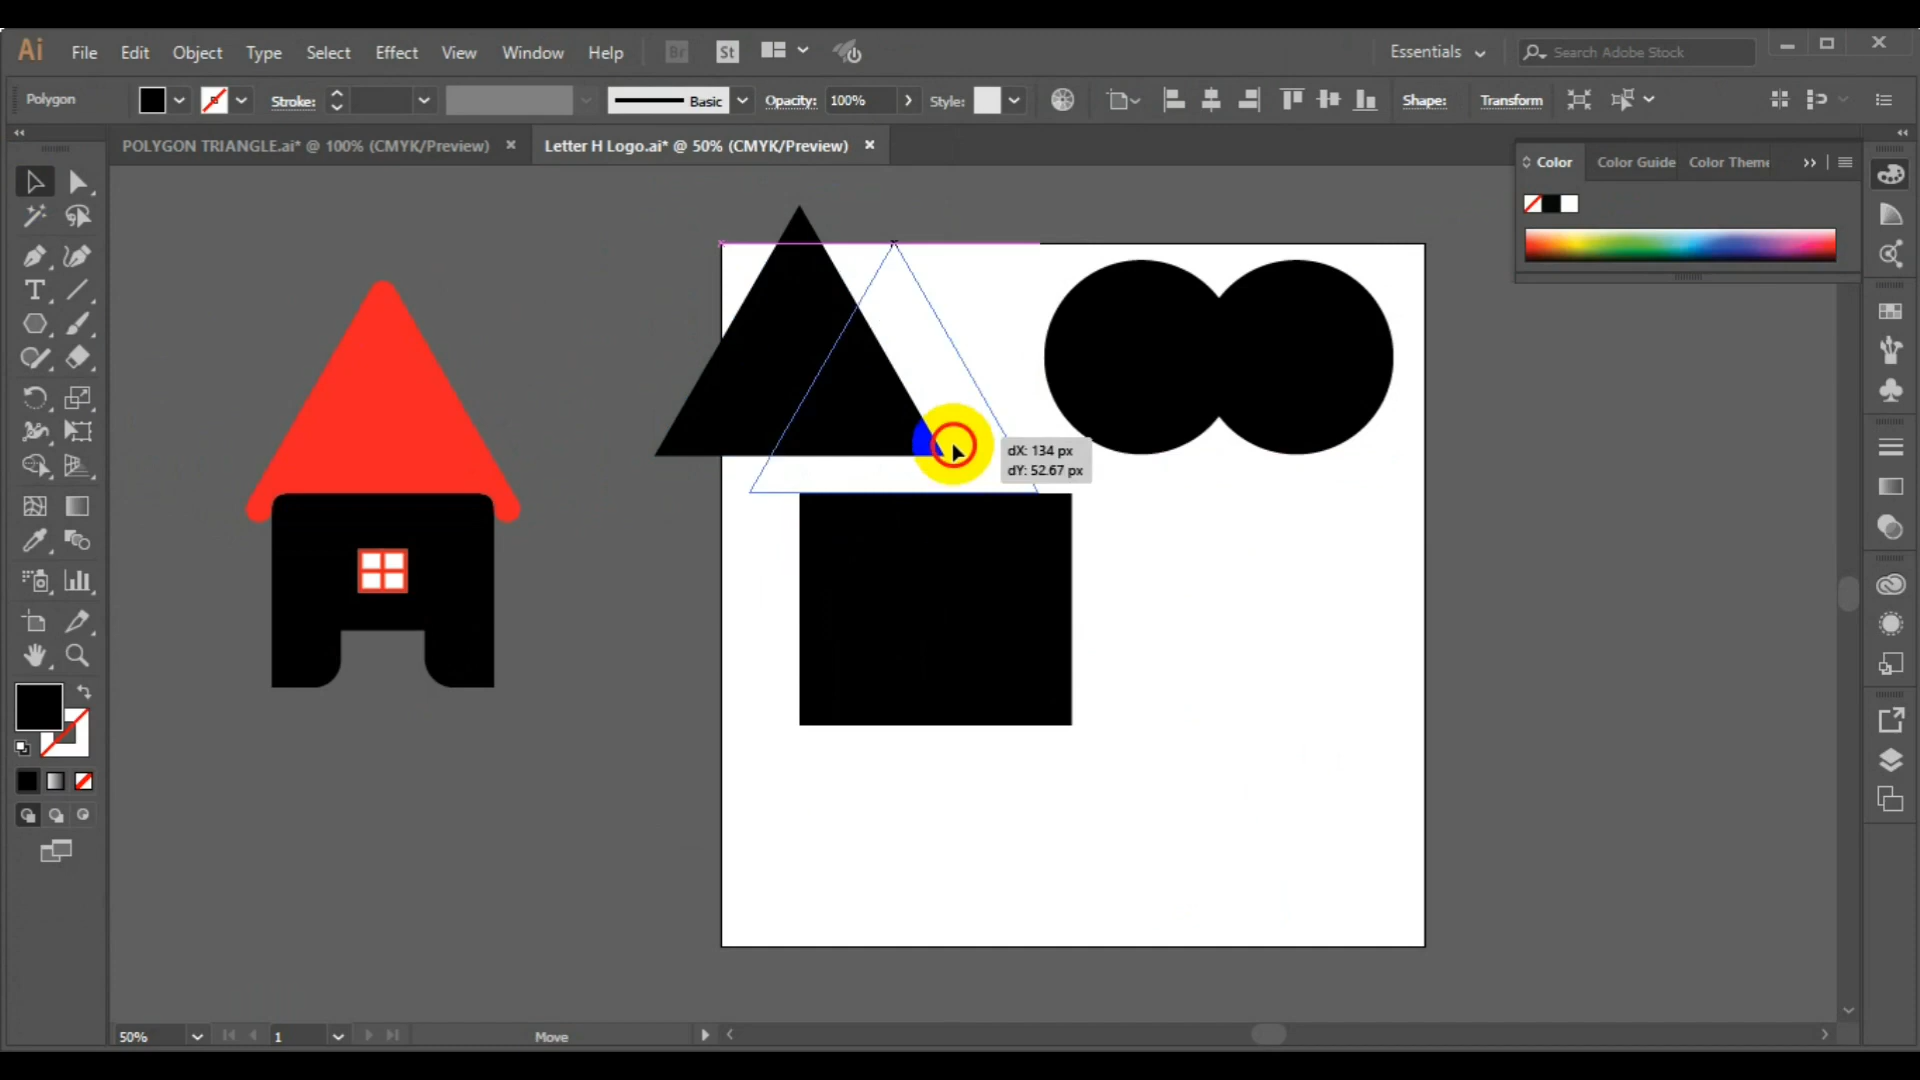 Ai File Edit Object Type Select Effect View Window Help Br St Essentials Search Adobe Stock
Polygon Stroke: Basic Opacity: 100% Style: Shape: Transform
POLYGON TRIANGLE.ai* @ 100% (CMYK/Preview) Letter H Logo.ai* @ 50% (CMYK/Preview)
Color Color Guide Color Theme
dX: 134 px
dY: 52.67 px
50% 1 Move